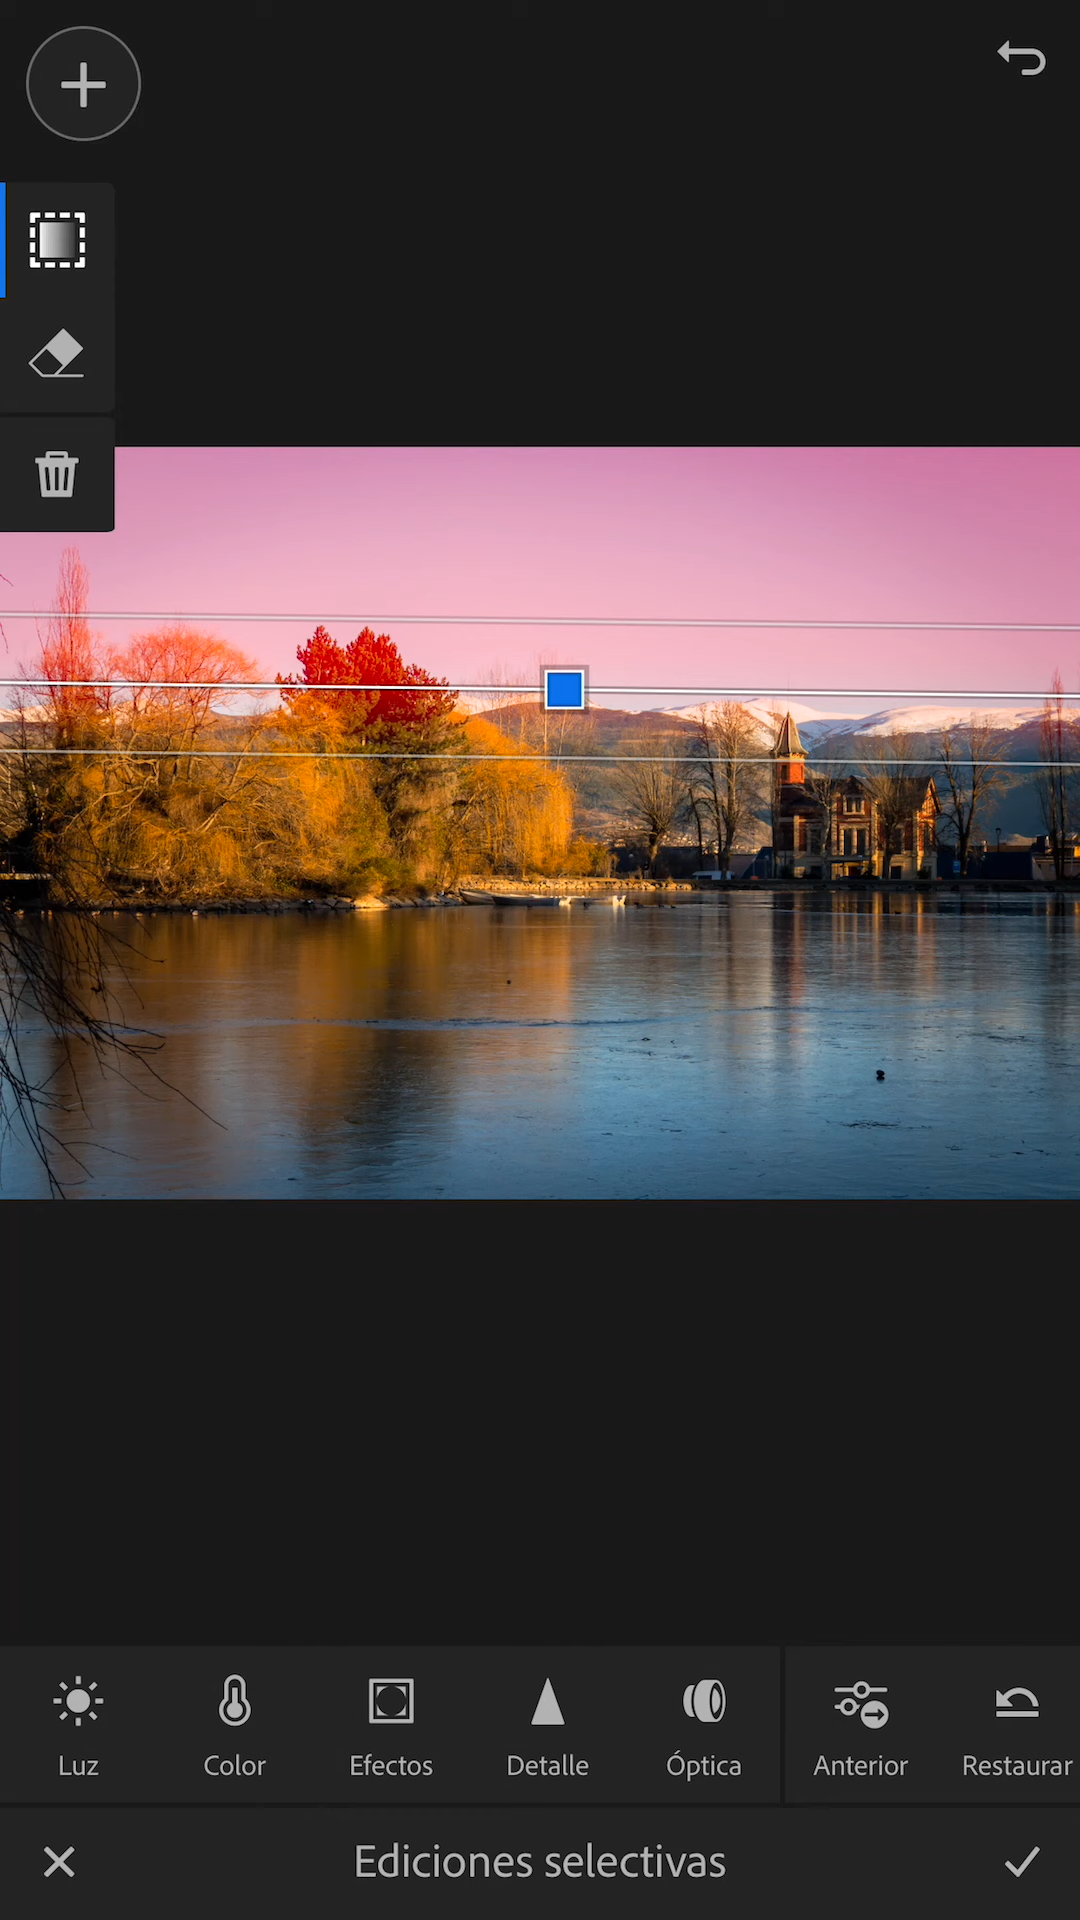 Luz
Color
Efectos
Detalle
Óptica
Anterior
Restaurar
Ediciones selectivas